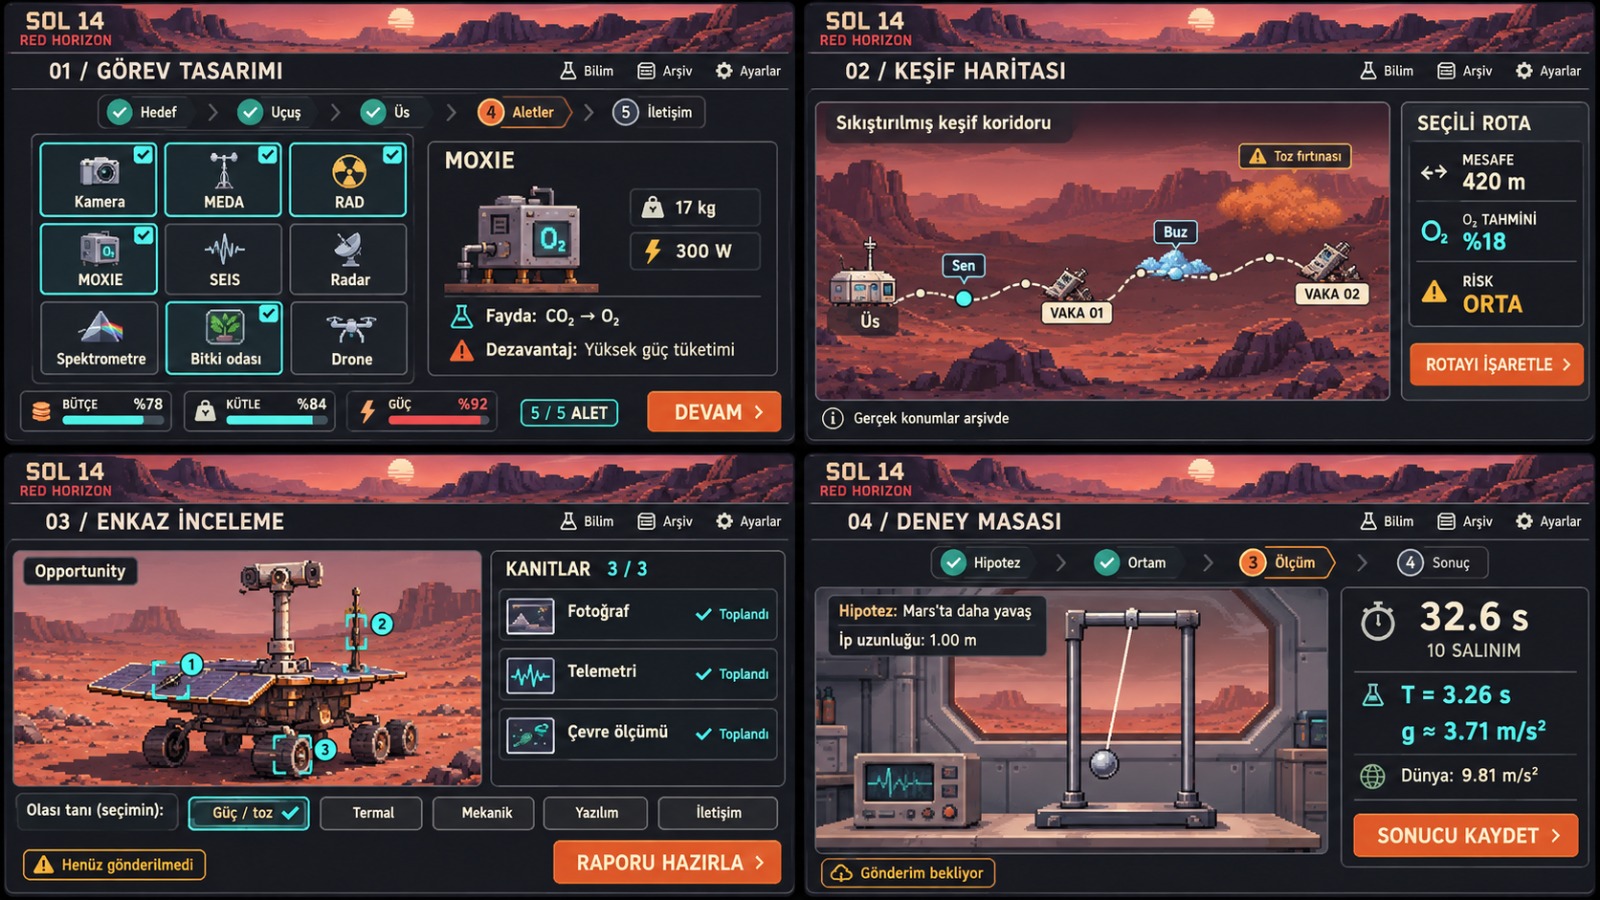 SOL 14
RED HORIZON
01 / GÖREV TASARIMI
Bilim
Arşiv
Ayarlar
Hedef
Uçuş
Üs
4 Aletler
5 İletişim
Kamera
MEDA
RAD
O₂
MOXIE
SEIS
Radar
Spektrometre
Bitki odası
Drone
MOXIE
O₂
17 kg
300 W
Fayda: CO₂ → O₂
Dezavantaj: Yüksek güç tüketimi
BÜTÇE %78
KÜTLE %84
GÜÇ %92
5 / 5 ALET
DEVAM >
SOL 14
RED HORIZON
02 / KEŞİF HARİTASI
Bilim
Arşiv
Ayarlar
Sıkıştırılmış keşif koridoru
Toz fırtınası
Buz
Sen
Üs
VAKA 01
VAKA 02
SEÇİLİ ROTA
MESAFE
420 m
O₂
O₂ TAHMİNİ
%18
RİSK
ORTA
ROTAYI İŞARETLE >
Gerçek konumlar arşivde
SOL 14
RED HORIZON
03 / ENKAZ İNCELEME
Bilim
Arşiv
Ayarlar
Opportunity
1
2
3
KANITLAR 3 / 3
Fotoğraf Toplandı
Telemetri Toplandı
Çevre ölçümü Toplandı
Olası tanı (seçimin):
Güç / toz
Termal
Mekanik
Yazılım
İletişim
Henüz gönderilmedi
RAPORU HAZIRLA >
SOL 14
RED HORIZON
04 / DENEY MASASI
Bilim
Arşiv
Ayarlar
Hipotez
Ortam
3 Ölçüm
4 Sonuç
Hipotez: Mars'ta daha yavaş
İp uzunluğu: 1.00 m
32.6 s
10 SALINIM
T = 3.26 s
g ≈ 3.71 m/s²
Dünya: 9.81 m/s²
SONUCU KAYDET >
Gönderim bekliyor